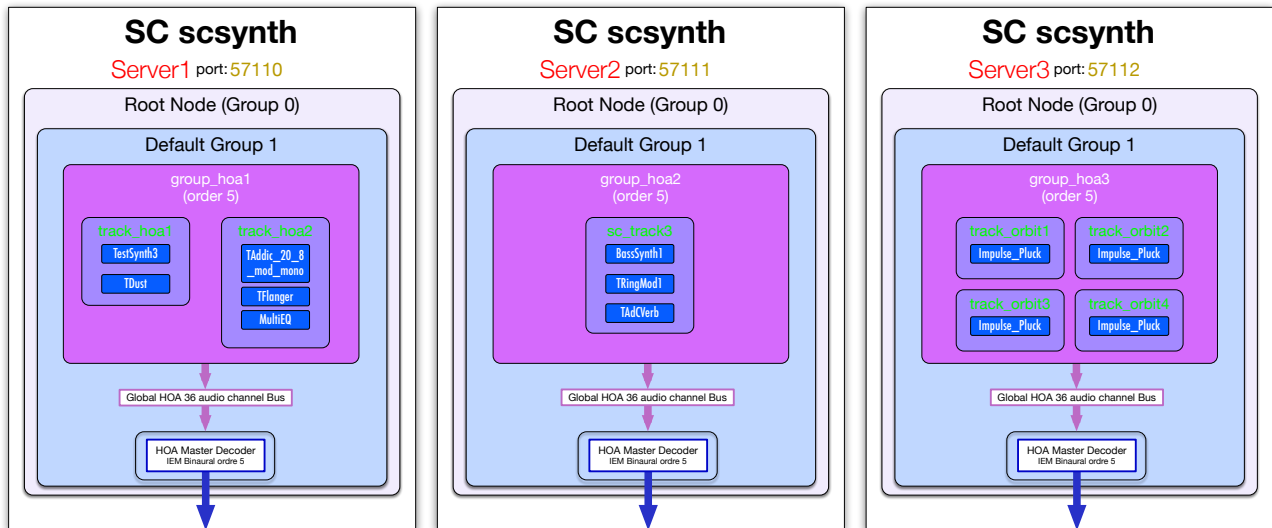 SC scsynth
Server1 port: 57110
Root Node (Group 0)
Default Group 1
group_hoa1
(order 5)
track_hoa1
TestSynth3
TDust
track_hoa2
TAddic_20_8
_mod_mono
TFlanger
MultiEQ
Global HOA 36 audio channel Bus
HOA Master Decoder
IEM Binaural ordre 5
SC scsynth
Server2 port: 57111
Root Node (Group 0)
Default Group 1
group_hoa2
(order 5)
sc_track3
BassSynth1
TRingMod1
TAdCVerb
Global HOA 36 audio channel Bus
HOA Master Decoder
IEM Binaural ordre 5
SC scsynth
Server3 port: 57112
Root Node (Group 0)
Default Group 1
group_hoa3
(order 5)
track_orbit1
Impulse_Pluck
track_orbit2
Impulse_Pluck
track_orbit3
Impulse_Pluck
track_orbit4
Impulse_Pluck
Global HOA 36 audio channel Bus
HOA Master Decoder
IEM Binaural ordre 5